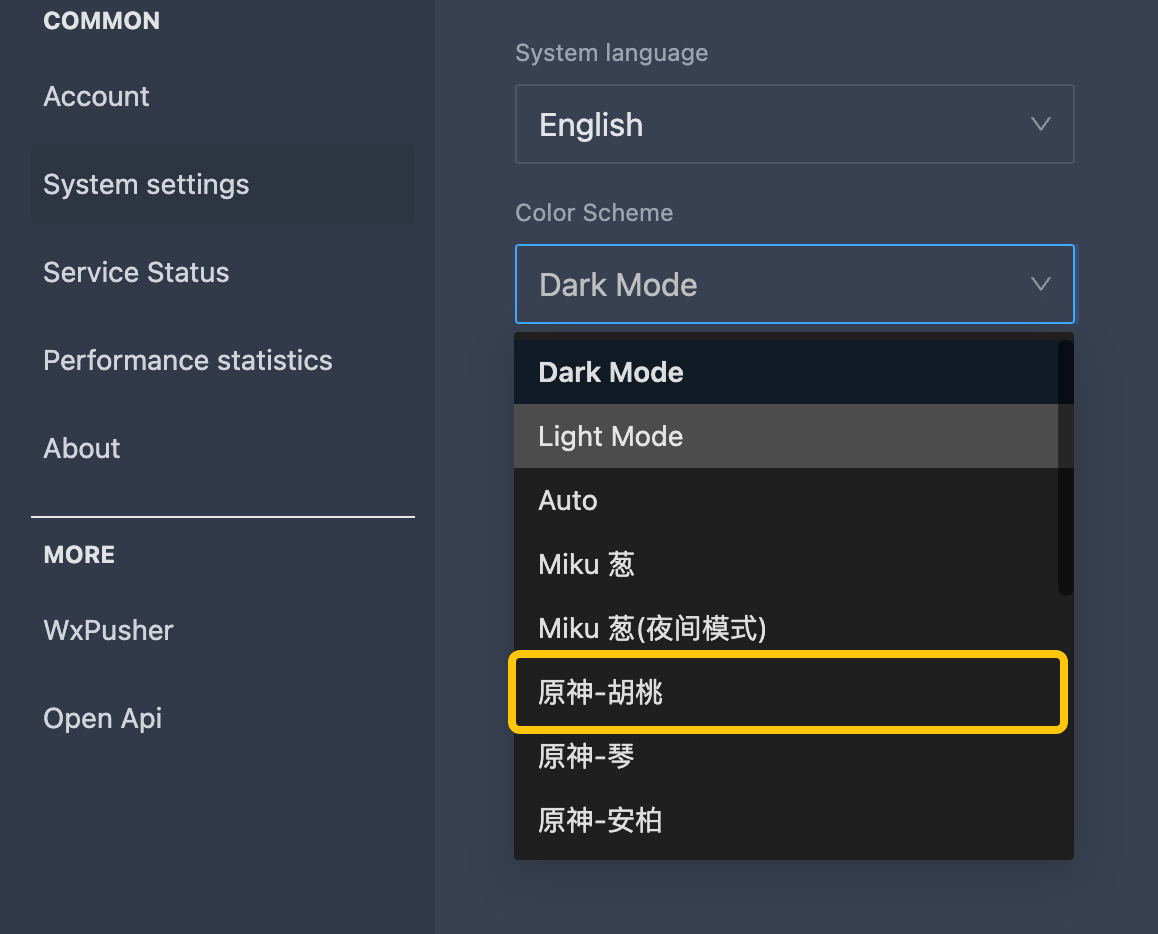 COMMON
Account
System settings
Service Status
Performance statistics
About
MORE
WxPusher
Open Api
System language
English
Color Scheme
Dark Mode
Dark Mode
Light Mode
Auto
Miku 葱
Miku 葱(夜间模式)
原神-胡桃
原神-琴
原神-安柏